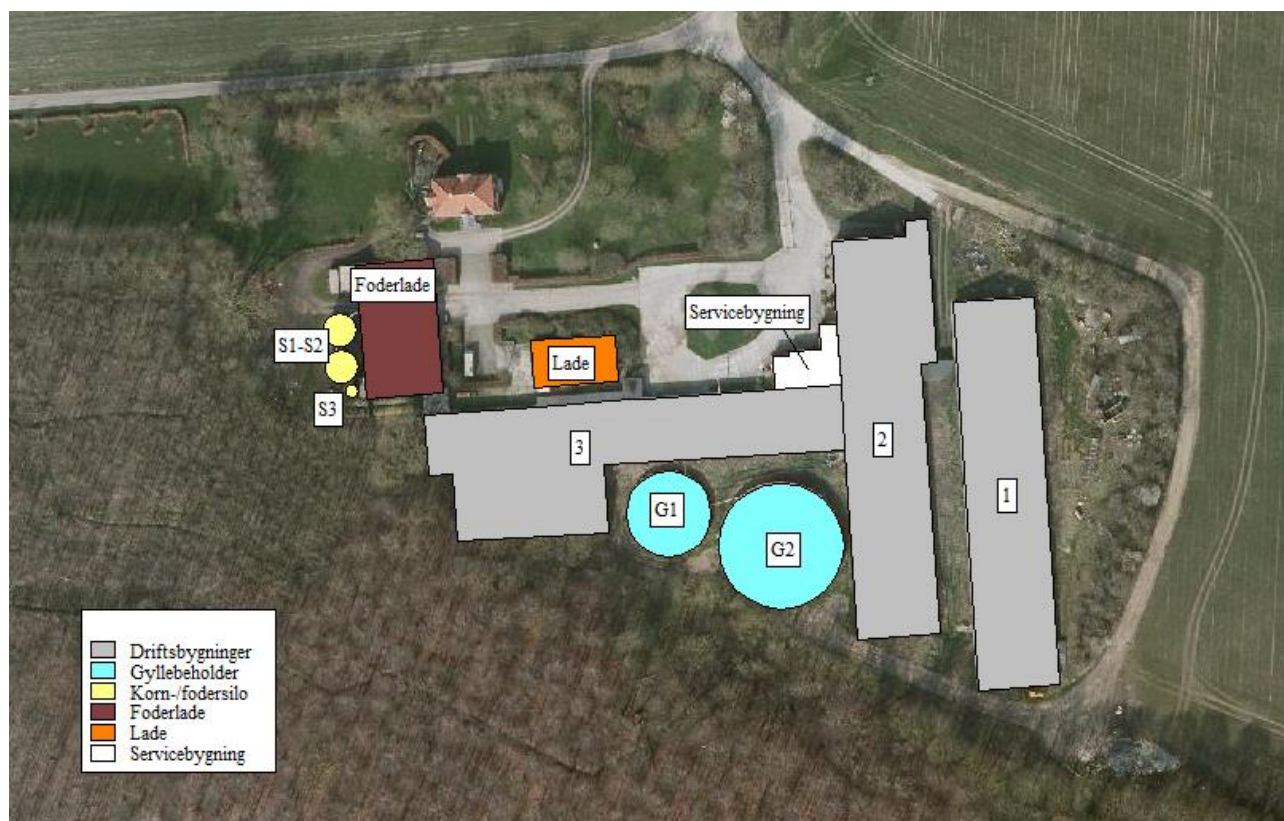 Foderlade
Servicebygning
S1-S2
Lade
S3
3
2
1
G1
G2
Driftsbygninger
Gyllebeholder
Korn-/fodersilo
Foderlade
Lade
Servicebygning